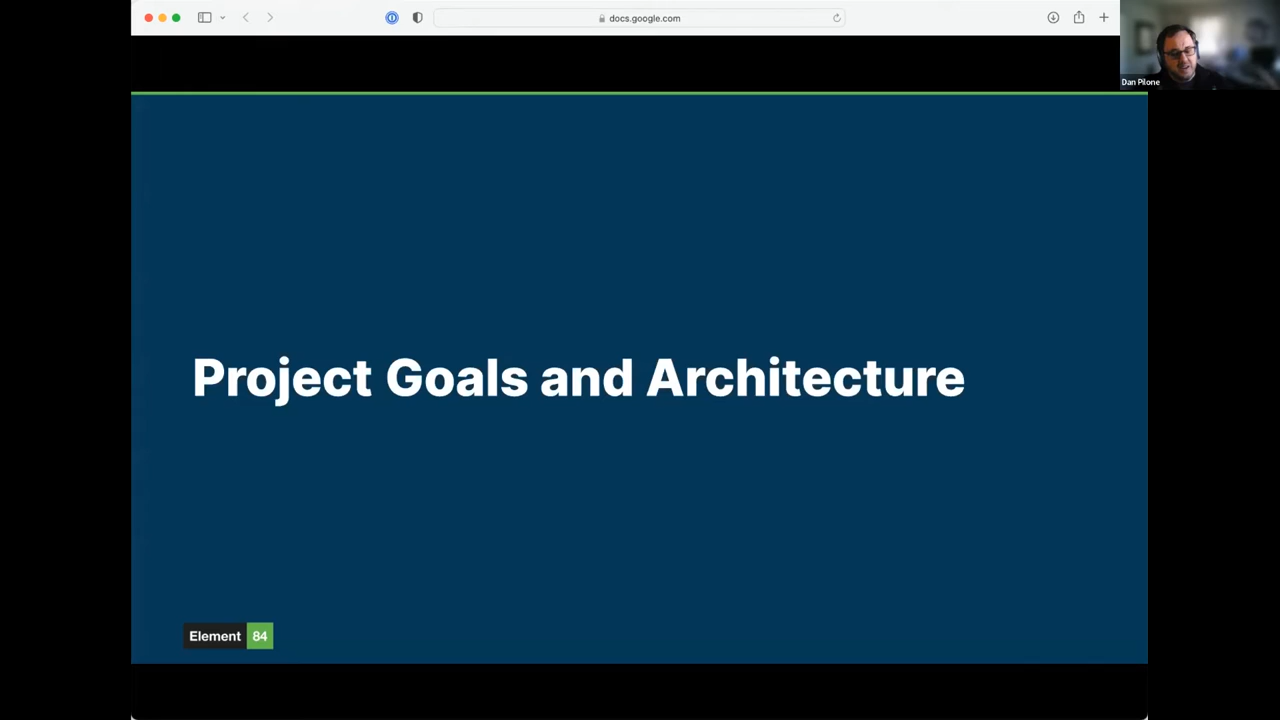 docs.google.com
Dan Pilone
Project Goals and Architecture
Element 84